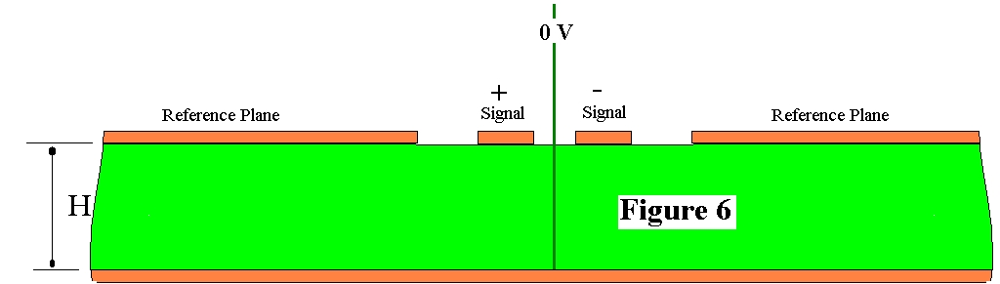 0 V
+
-
Reference Plane
Signal
Signal
Reference Plane
H
Figure 6